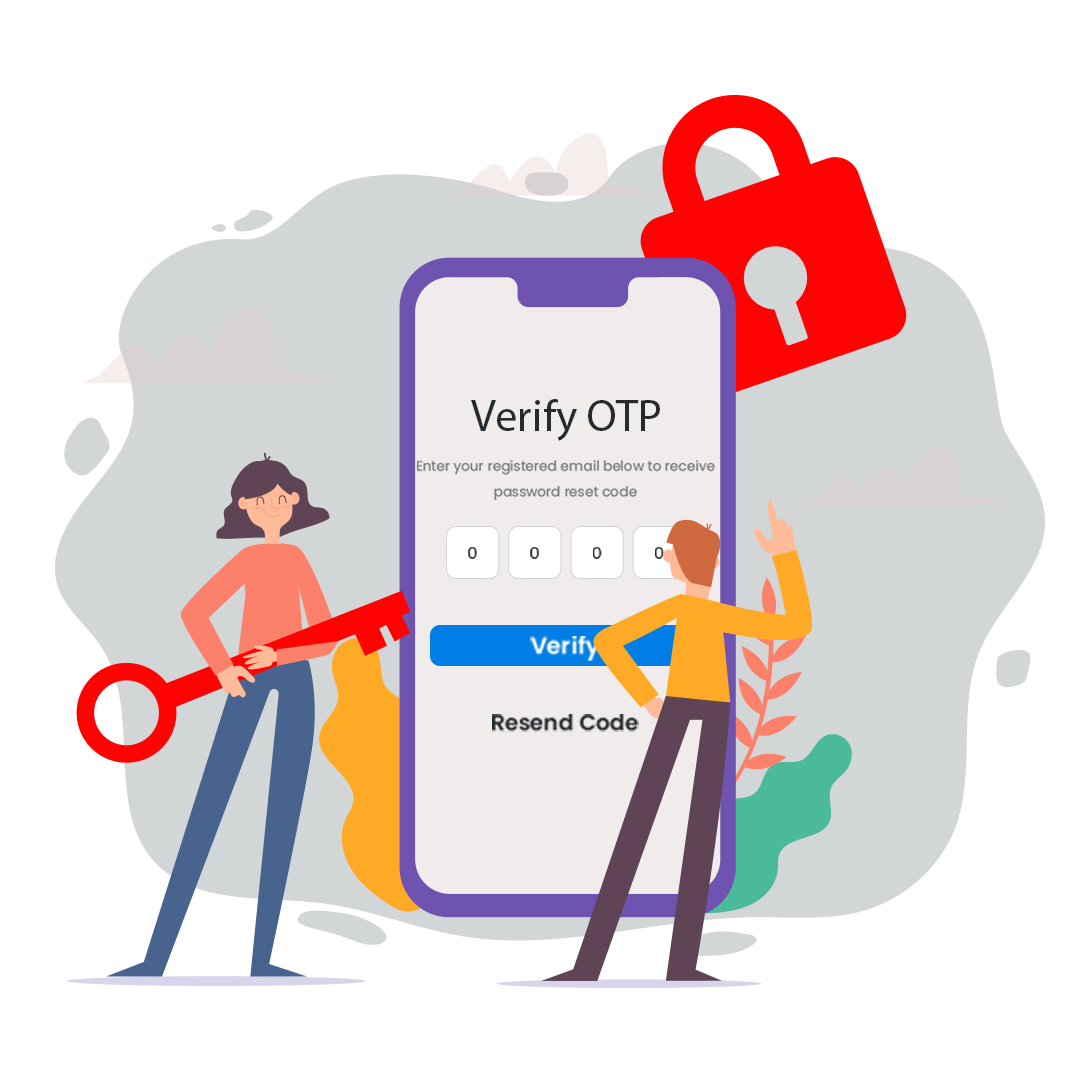 Verify OTP
Enter your registered email below to receive
password reset code
0 0 0 0
Verify
Resend Code